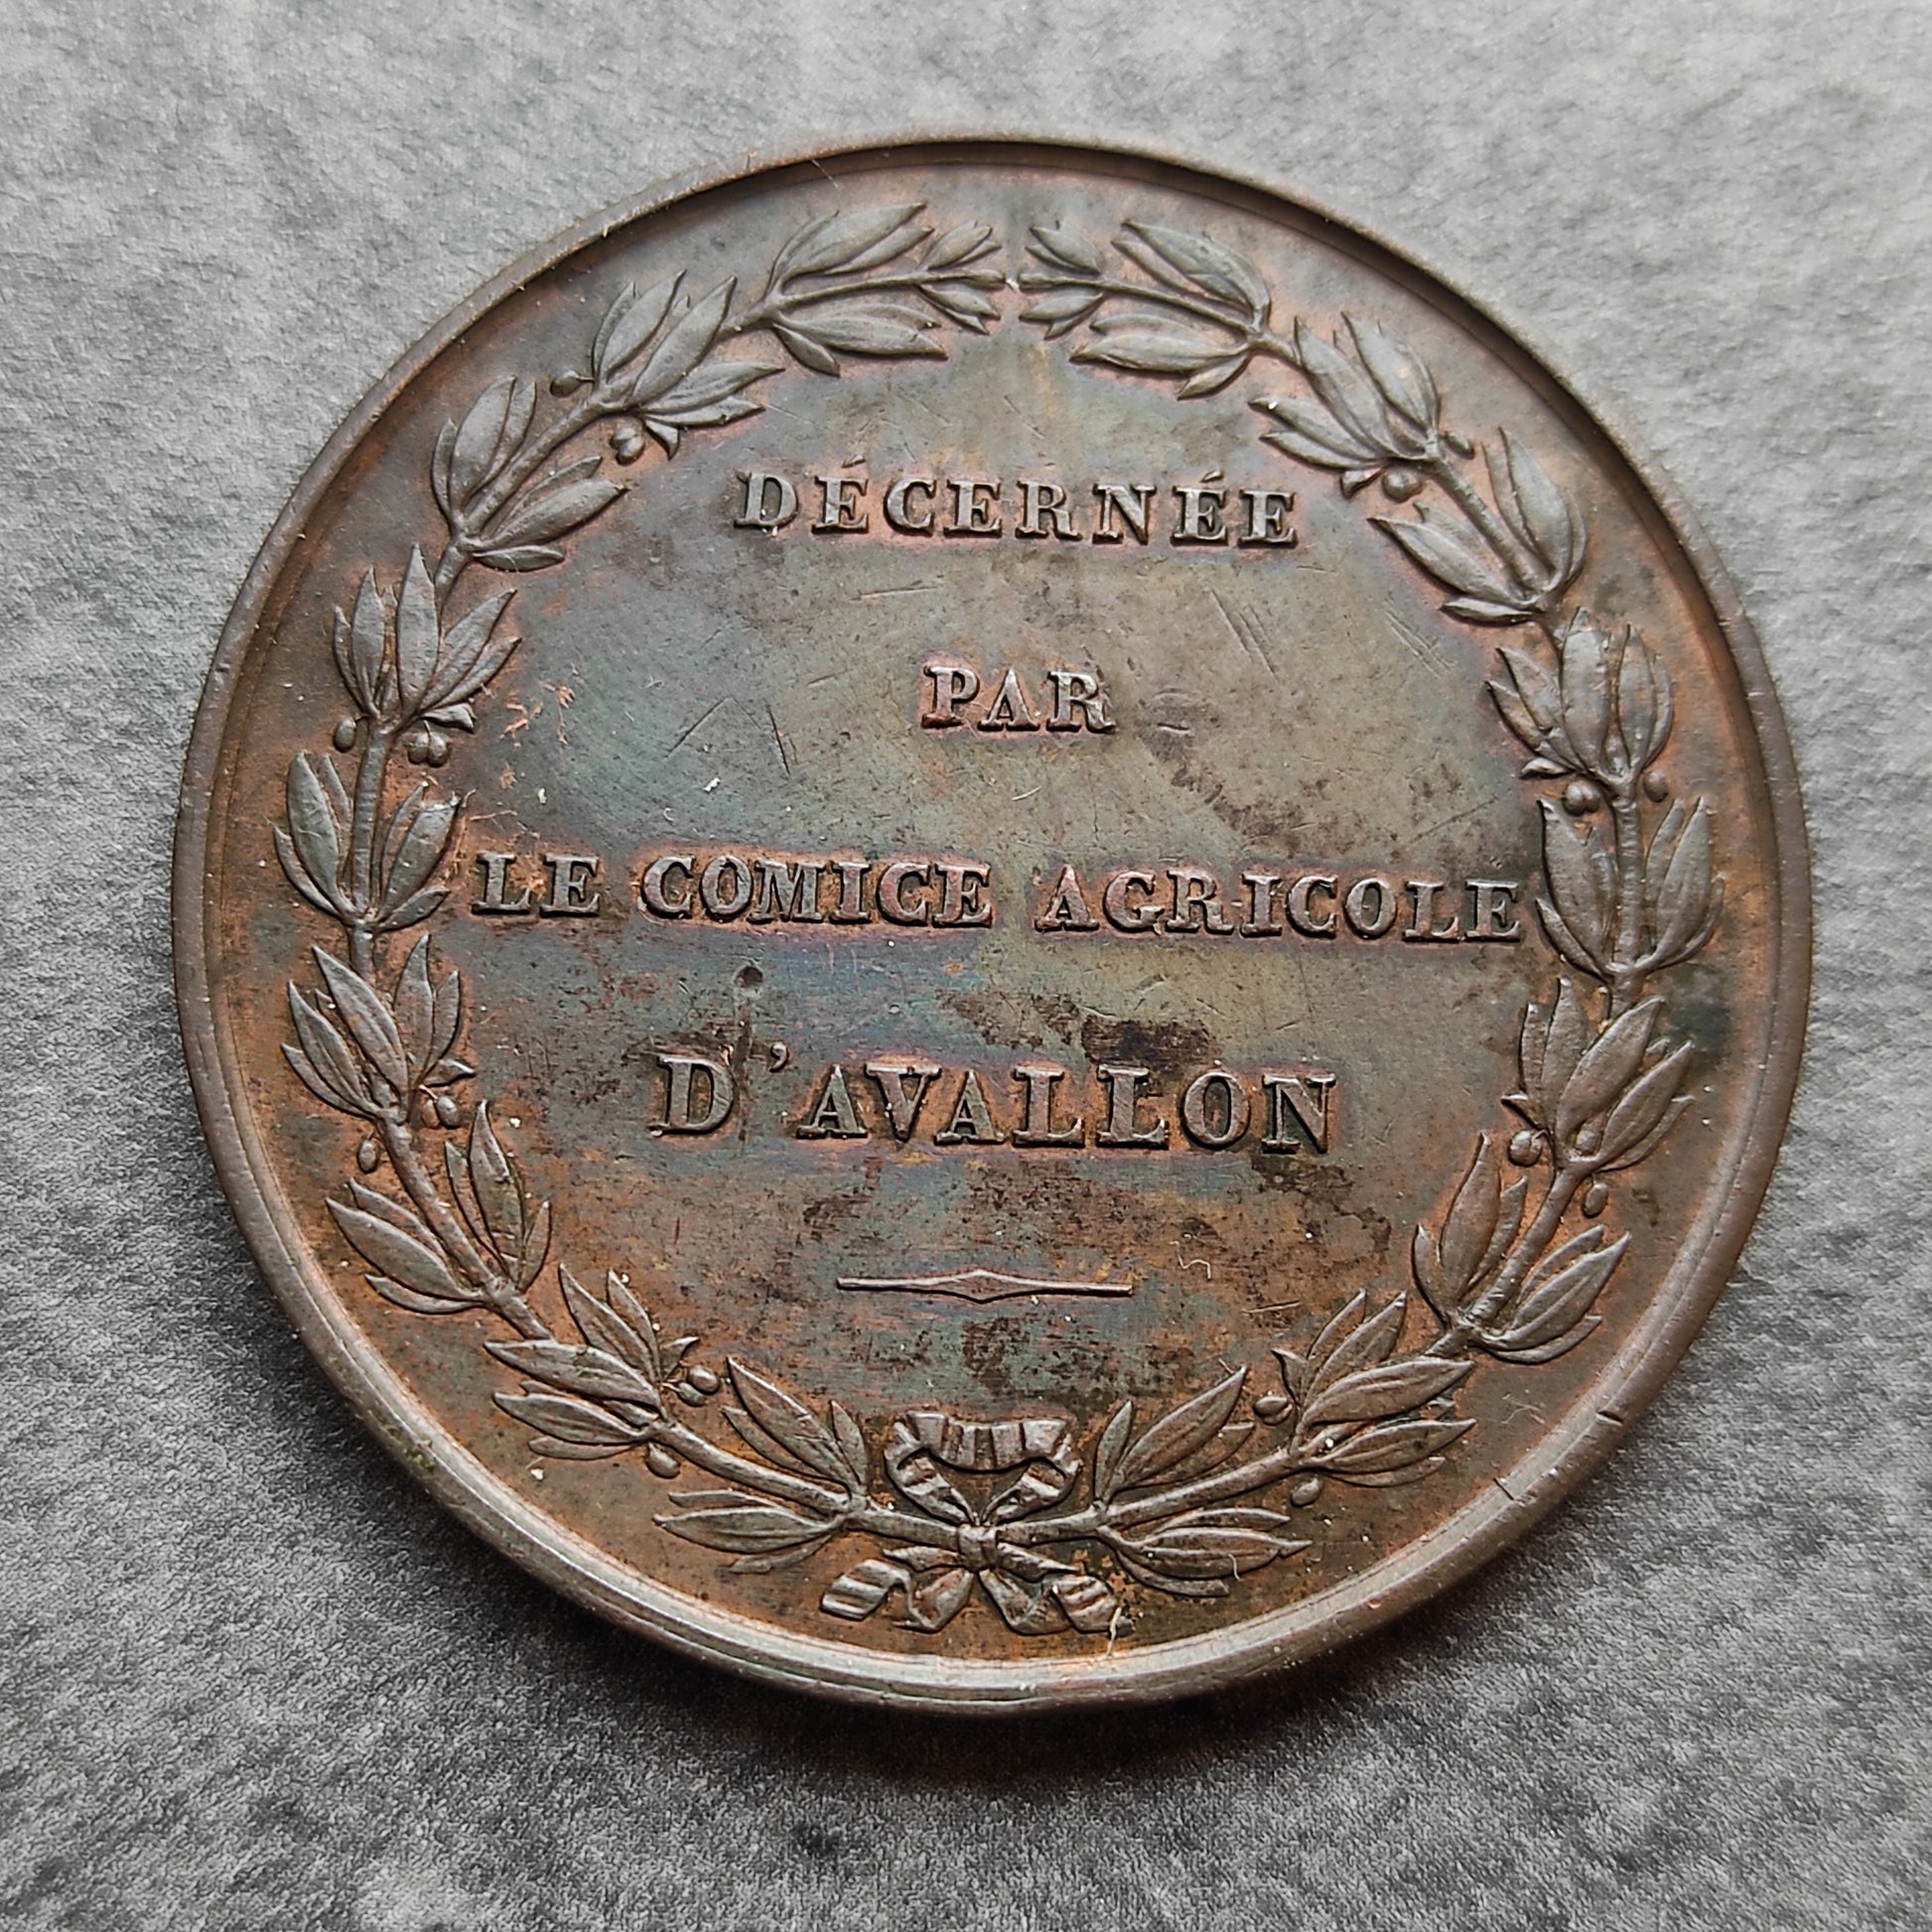 DÉCERNÉE
PAR
LE COMICE AGRICOLE
D'AVALLON